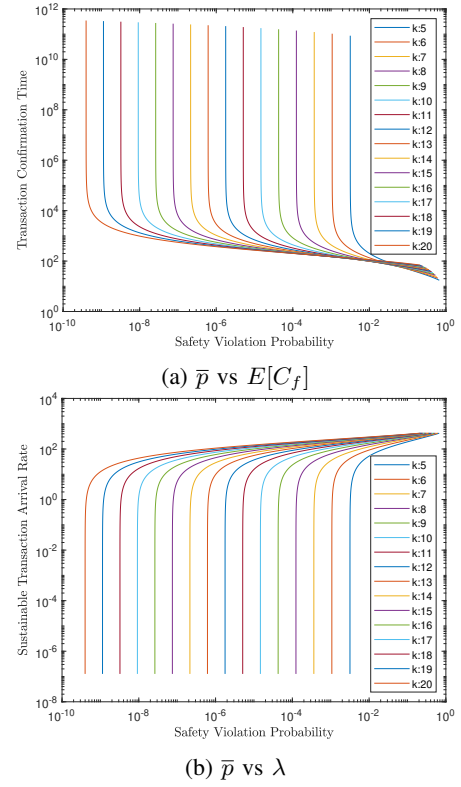 10^12
10^10
10^8
10^6
10^4
10^2
10^0
Transaction Confirmation Time
k:5
k:6
k:7
k:8
k:9
k:10
k:11
k:12
k:13
k:14
k:15
k:16
k:17
k:18
k:19
k:20
10^-10 10^-8 10^-6 10^-4 10^-2 10^0
Safety Violation Probability
(a) p̅ vs E[C_f]
10^4
10^2
10^0
10^-2
10^-4
10^-6
10^-8
Sustainable Transaction Arrival Rate
k:5
k:6
k:7
k:8
k:9
k:10
k:11
k:12
k:13
k:14
k:15
k:16
k:17
k:18
k:19
k:20
10^-10 10^-8 10^-6 10^-4 10^-2 10^0
Safety Violation Probability
(b) p̅ vs λ